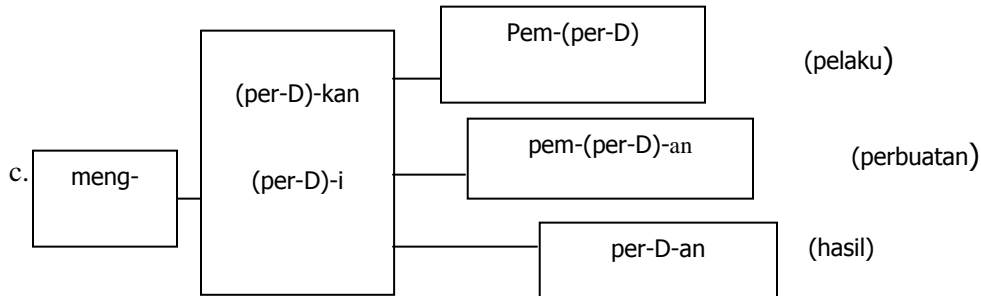 Pem-(per-D)
(pelaku)
(per-D)-kan
pem-(per-D)-an
(perbuatan)
c.
meng-
(per-D)-i
per-D-an
(hasil)